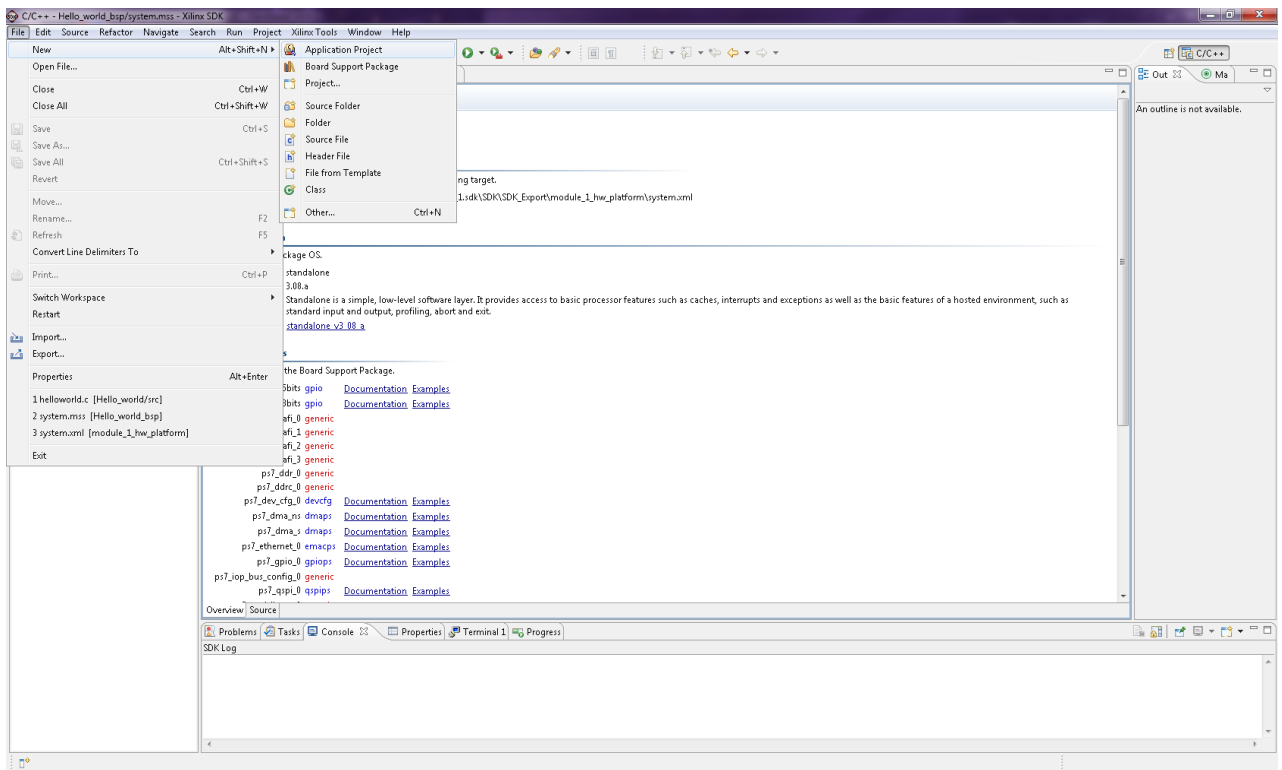 C/C++ - Hello_world_bsp/system.mss - Xilinx SDK
File Edit Source Refactor Navigate Search Run Project Xilinx Tools Window Help
New Alt+Shift+N
Open File...
Close Ctrl+W
Close All Ctrl+Shift+W
Save Ctrl+S
Save As...
Save All Ctrl+Shift+S
Revert
Move...
Rename... F2
Refresh F5
Convert Line Delimiters To
Print... Ctrl+P
Switch Workspace
Restart
Import...
Export...
Properties Alt+Enter
1 helloworld.c [Hello_world/src]
2 system.mss [Hello_world_bsp]
3 system.xml [module_1_hw_platform]
Exit
Application Project
Board Support Package
Project...
Source Folder
Folder
Source File
Header File
File from Template
Class
Other... Ctrl+N
C/C++
Out Ma
An outline is not available.
ng target.
1.sdk\SDK\SDK_Export\module_1_hw_platform\system.xml
ckage OS.
standalone
3.08.a
Standalone is a simple, low-level software layer. It provides access to basic processor features such as caches, interrupts and exceptions as well as the basic features of a hosted environment, such as
standard input and output, profiling, abort and exit.
standalone_v3_08_a
s
the Board Support Package.
bits gpio Documentation Examples
8bits gpio Documentation Examples
afi_0 generic
afi_1 generic
afi_2 generic
afi_3 generic
ps7_ddr_0 generic
ps7_ddrc_0 generic
ps7_dev_cfg_0 devcfg Documentation Examples
ps7_dma_ns dmaps Documentation Examples
ps7_dma_s dmaps Documentation Examples
ps7_ethernet_0 emacps Documentation Examples
ps7_gpio_0 gpiops Documentation Examples
ps7_iop_bus_config_0 generic
ps7_qspi_0 qspips Documentation Examples
Overview Source
Problems Tasks Console Properties Terminal 1 Progress
SDK Log